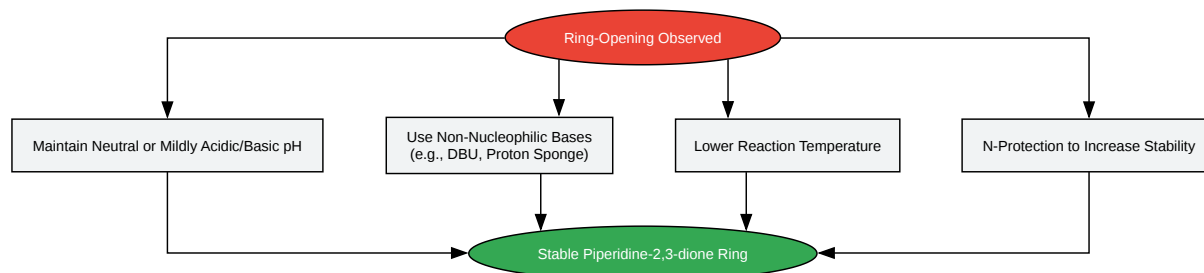 Ring-Opening Observed
Maintain Neutral or Mildly Acidic/Basic pH
Use Non-Nucleophilic Bases
(e.g., DBU, Proton Sponge)
Lower Reaction Temperature
N-Protection to Increase Stability
Stable Piperidine-2,3-dione Ring